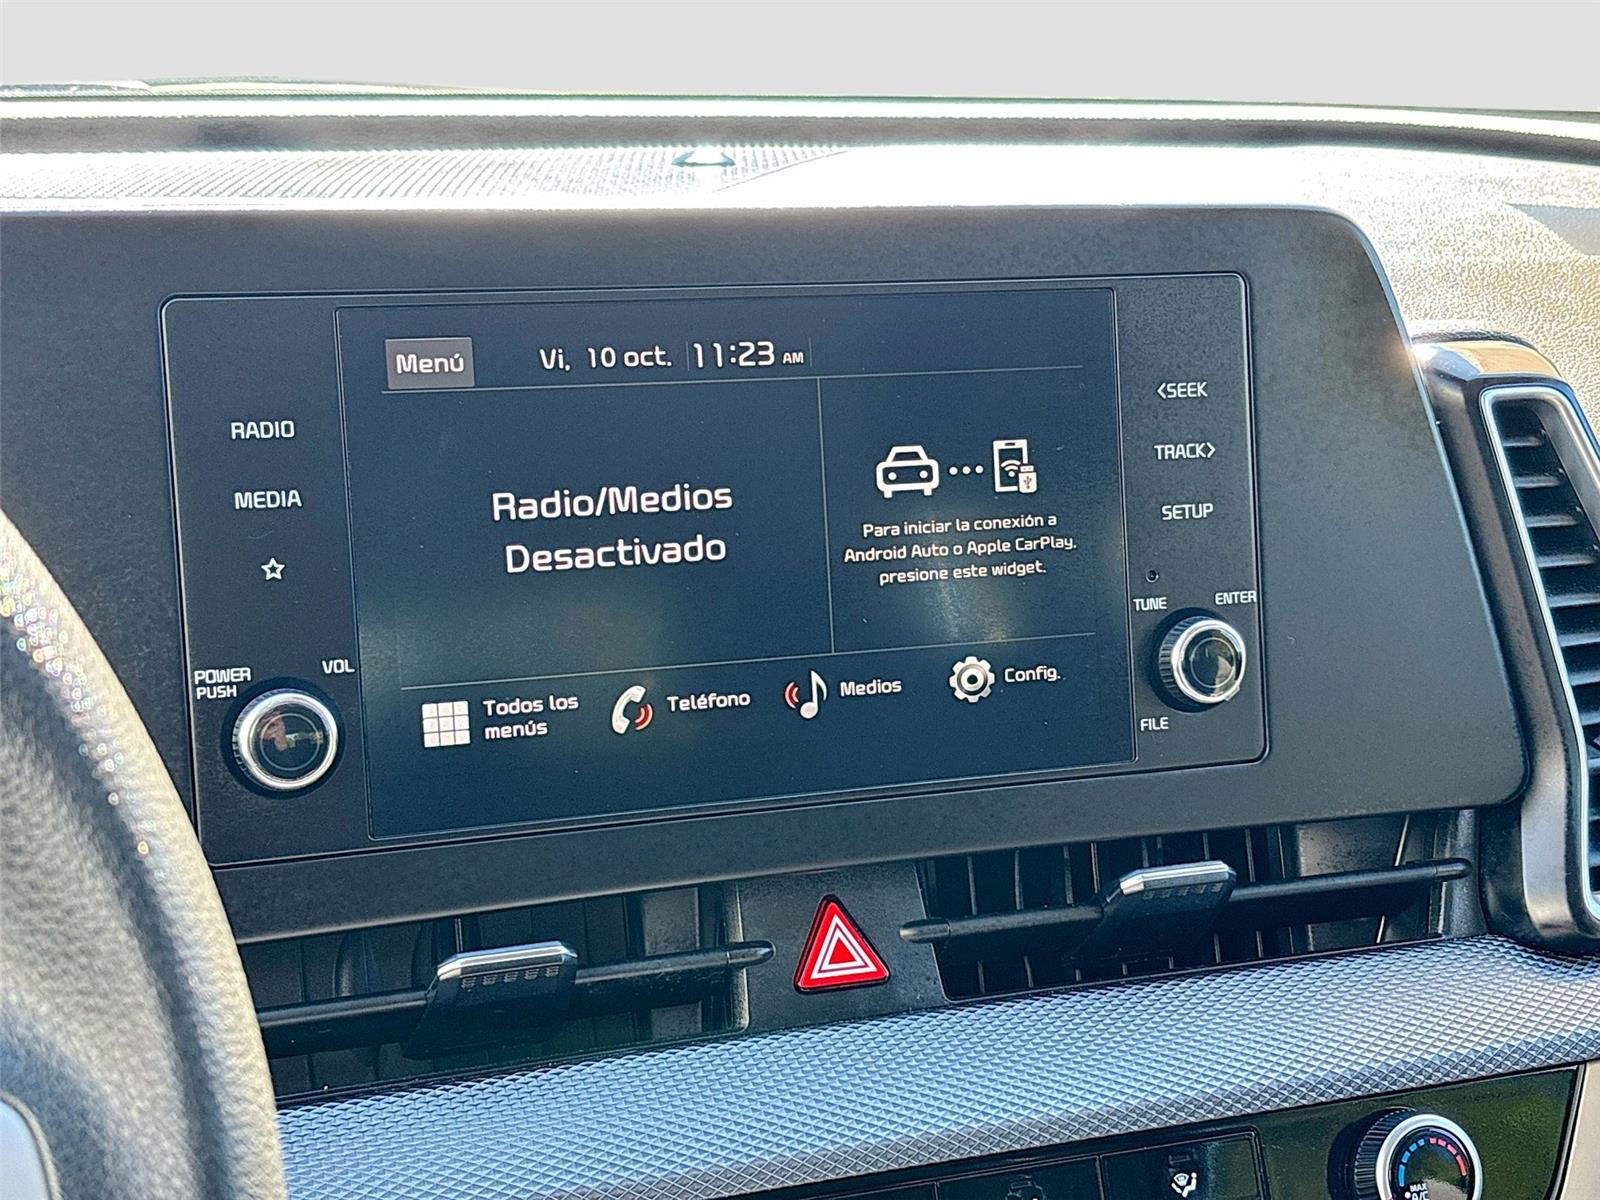 Menú
Vi, 10 oct. 11:23 AM
RADIO
MEDIA
POWER
PUSH
VOL
Radio/Medios
Desactivado
Para iniciar la conexión a
Android Auto o Apple CarPlay.
presione este widget.
Todos los
menús
Teléfono
Medios
Config.
<SEEK
TRACK>
SETUP
TUNE
ENTER
FILE
MAX
A/C